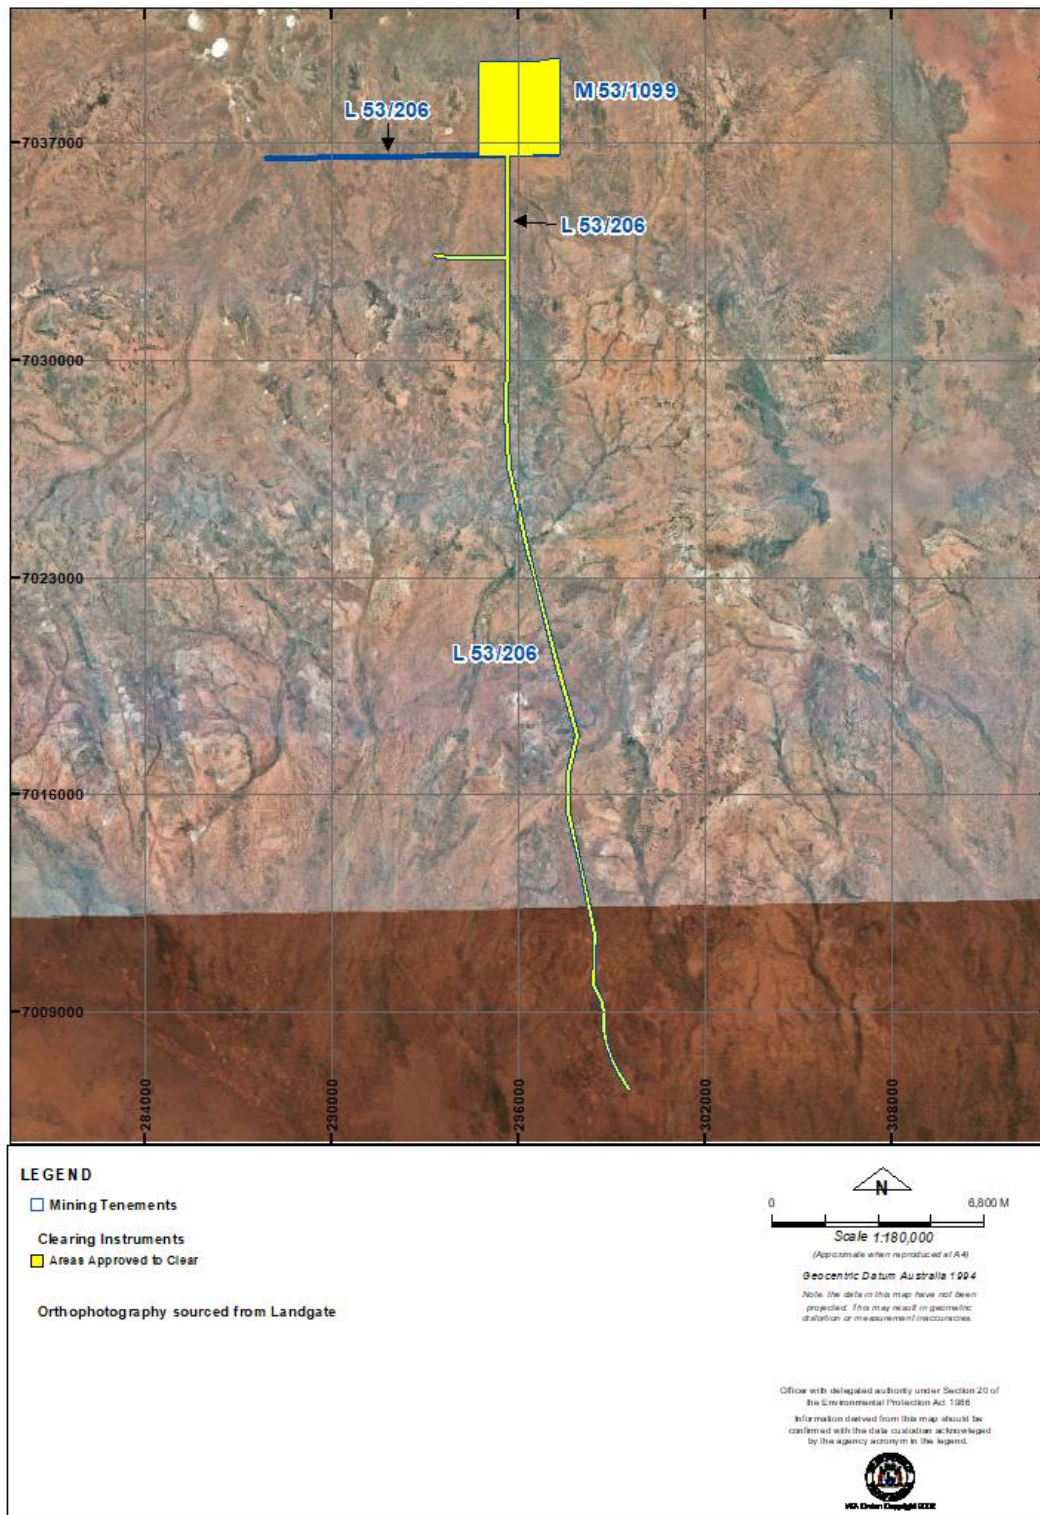 M 53/1099
L 53/206
7037000
L 53/206
7030000
7023000
L 53/206
7016000
7009000
284000
290000
296000
302000
308000
LEGEND
Mining Tenements
Clearing Instruments
Areas Approved to Clear
Orthophotography sourced from Landgate
N
0 6,800 M
Scale 1:180,000
(Approximate when reproduced at A4)
Geocentric Datum Australia 1994
Note: the data in this map have not been
projected. This may result in geometric
distortion or measurement inaccuracies.
Officer with delegated authority under Section 20 of
the Environmental Protection Act 1986
Information derived from this map should be
confirmed with the data custodian acknowleged
by the agency acronym in the legend.